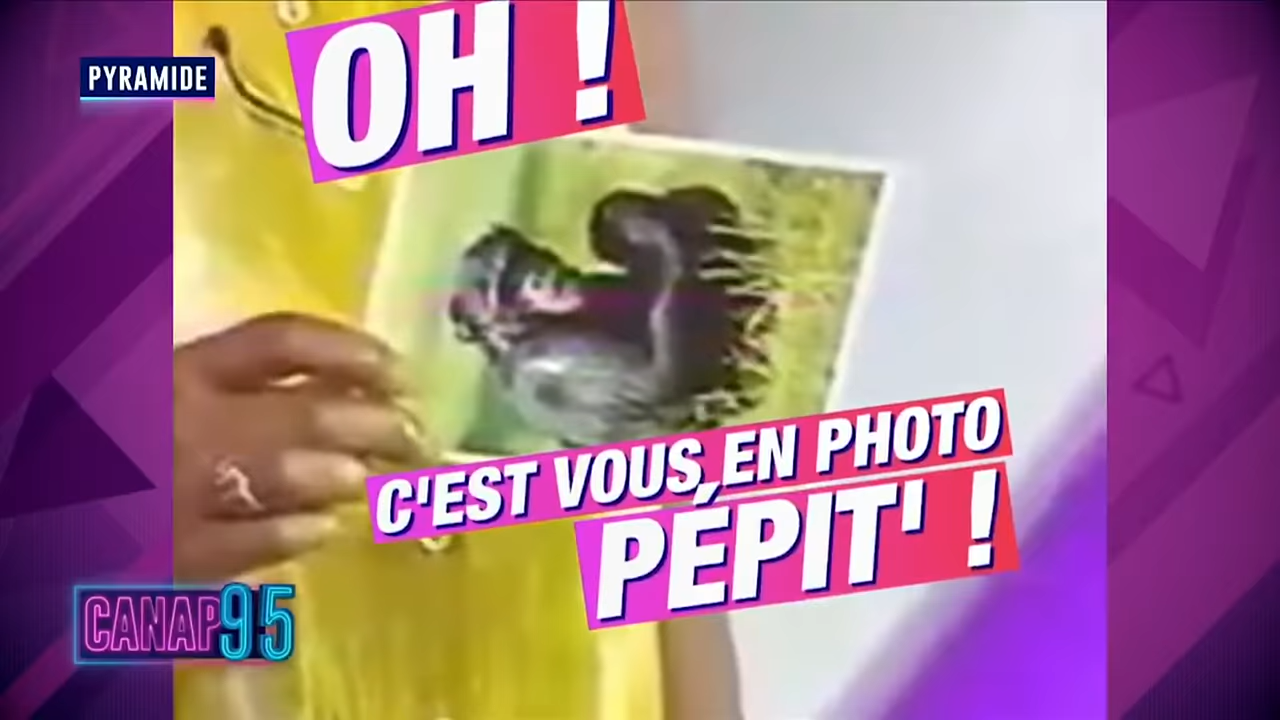 PYRAMIDE
OH !
C'EST VOUS EN PHOTO
PÉPIT' !
CANAP95